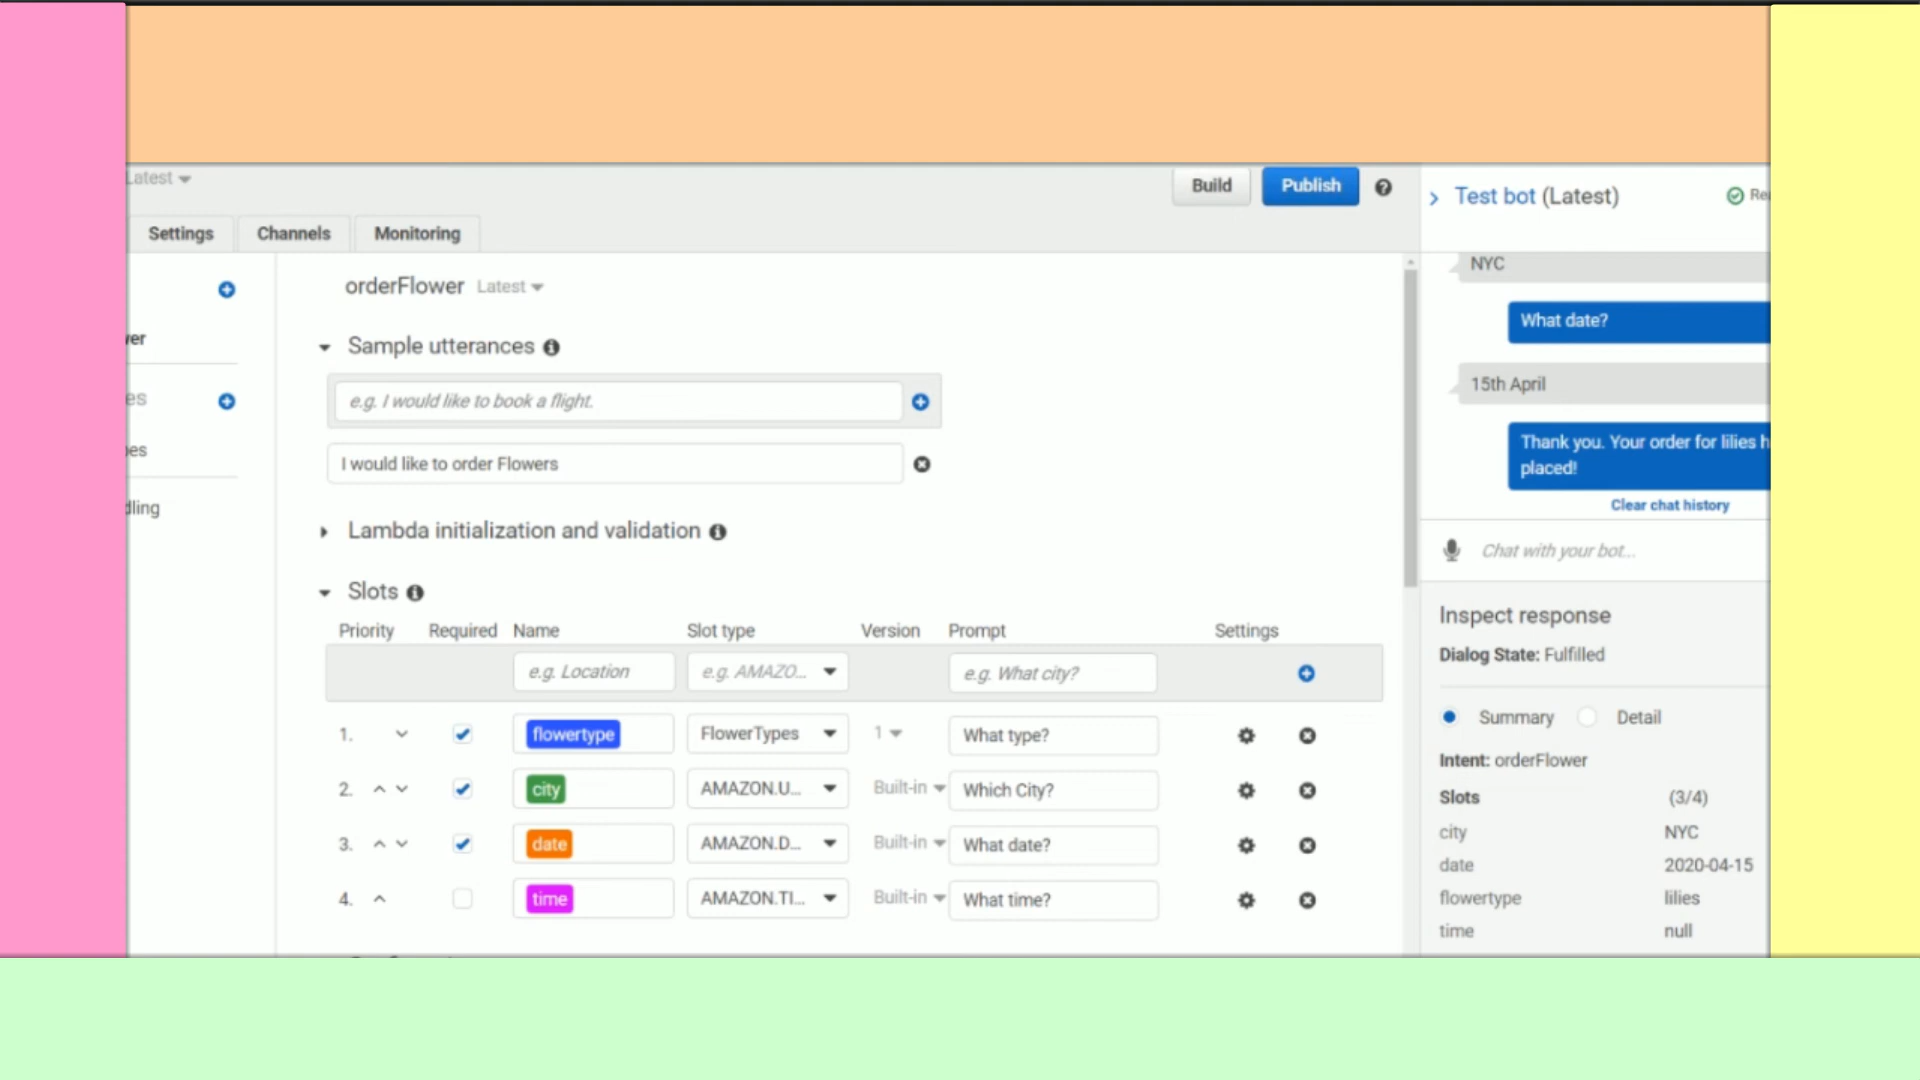 Latest
Build
Publish
Test bot (Latest)
Settings
Channels
Monitoring
orderFlower Latest
Sample utterances
e.g. I would like to book a flight.
I would like to order Flowers
Lambda initialization and validation
Slots
Priority Required Name Slot type Version Prompt Settings
e.g. Location e.g. AMAZO... e.g. What city?
1. flowertype FlowerTypes 1 What type?
2. city AMAZON.U... Built-in Which City?
3. date AMAZON.D... Built-in What date?
4. time AMAZON.TI... Built-in What time?
NYC
What date?
15th April
Thank you. Your order for lilies h
placed!
Clear chat history
Chat with your bot...
Inspect response
Dialog State: Fulfilled
Summary Detail
Intent: orderFlower
Slots (3/4)
city NYC
date 2020-04-15
flowertype lilies
time null